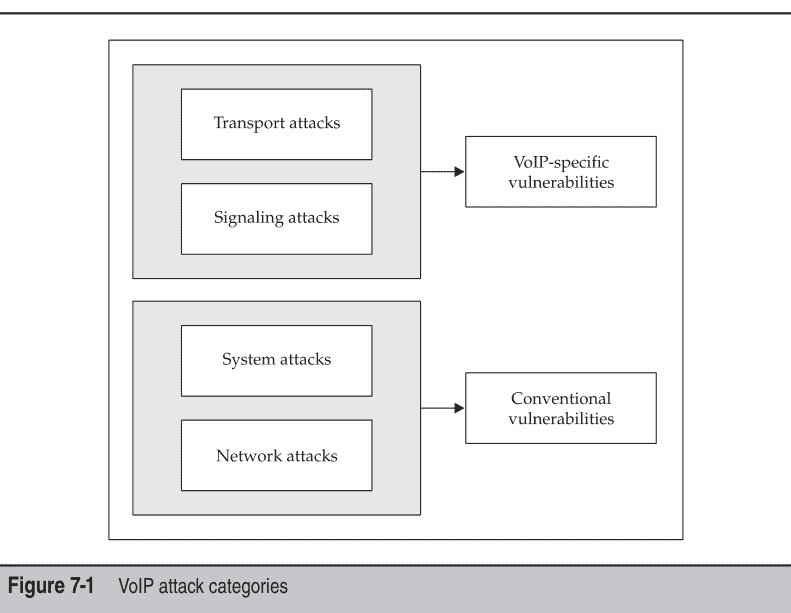 Transport attacks
Signaling attacks
VoIP-specific
vulnerabilities
System attacks
Network attacks
Conventional
vulnerabilities
Figure 7-1 VoIP attack categories